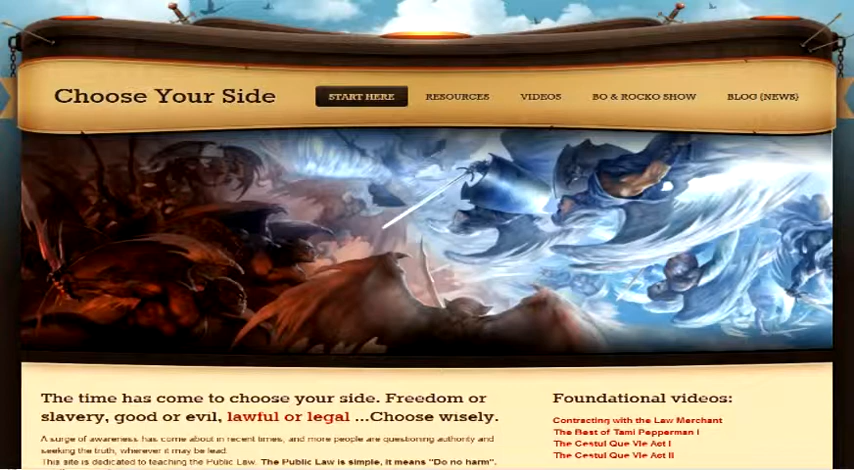 Choose Your Side
START HERE
RESOURCES
VIDEOS
BO & ROCKO SHOW
BLOG (NEWS)
The time has come to choose your side. Freedom or
slavery, good or evil, lawful or legal ...Choose wisely.
A surge of awareness has come about in recent times, and more people are questioning authority and
seeking the truth, wherever it may be lead.
This site is dedicated to teaching the Public Law. The Public Law is simple, it means "Do no harm".
Foundational videos:
Contracting with the Law Merchant
The Best of Tami Pepperman I
The Cestui Que Vie Act I
The Cestui Que Vie Act II